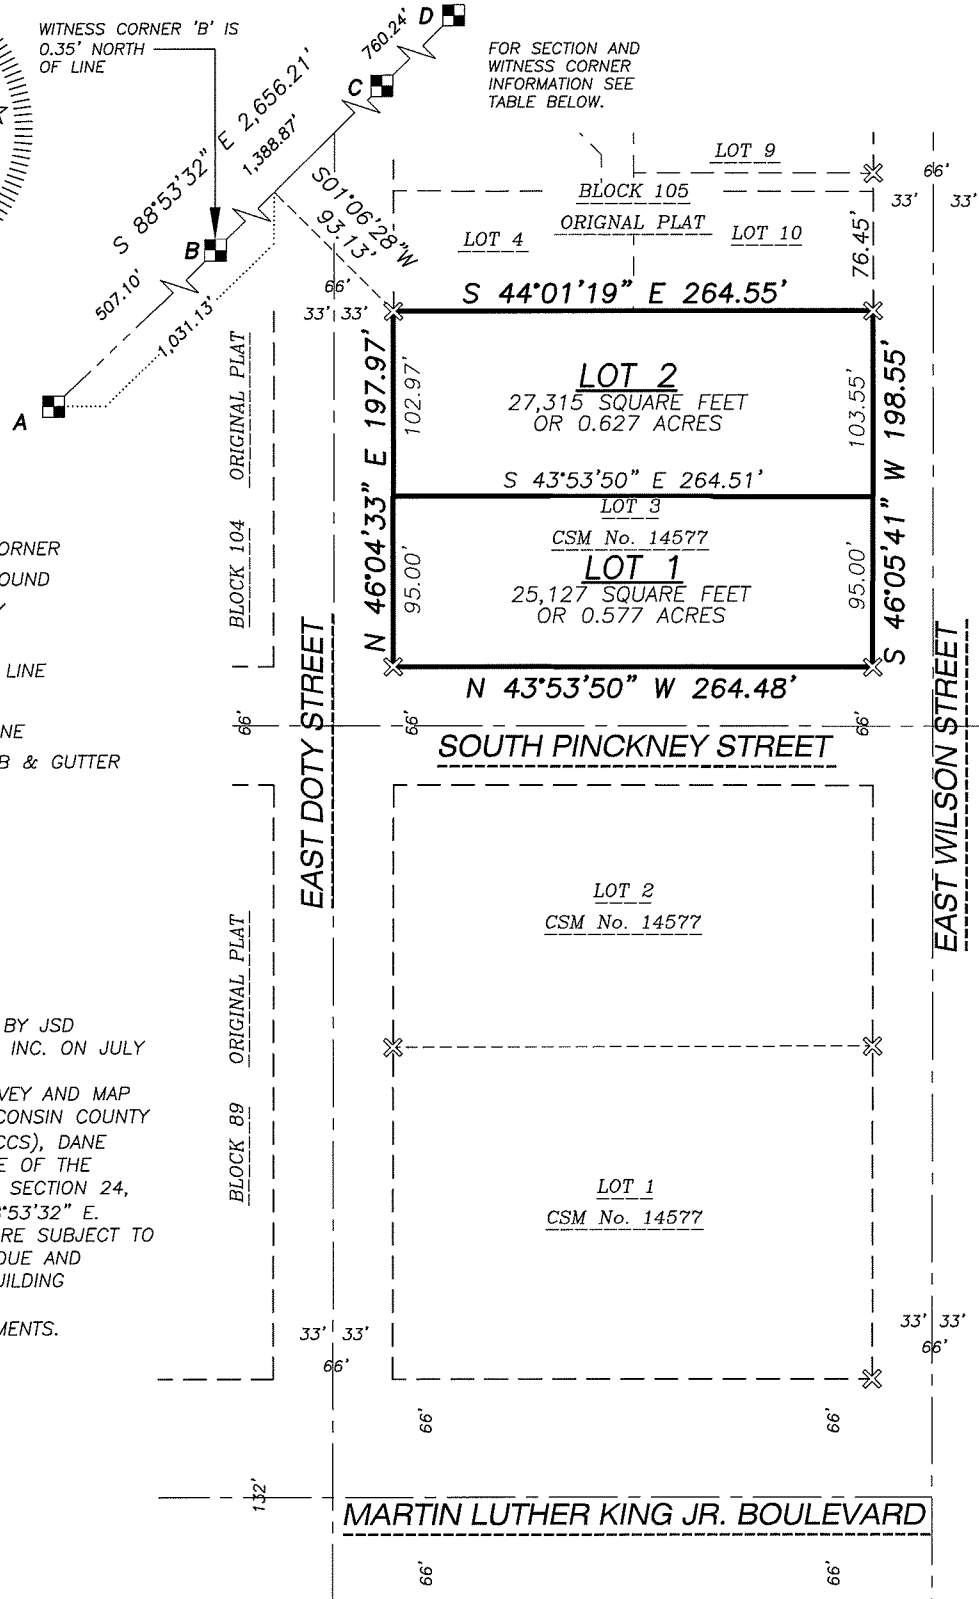 WITNESS CORNER 'B' IS
0.35' NORTH
OF LINE
D
760.24'
C
FOR SECTION AND
WITNESS CORNER
INFORMATION SEE
TABLE BELOW.
S 88°53'32" E 2,656.21'
1,388.87'
B
507.10'
1,031.13'
A
S01°06'28"W
93.13'
LOT 9
66'
33' 33'
BLOCK 105
ORIGNAL PLAT
LOT 4
LOT 10
76.45'
66'
33' 33'
S 44°01'19" E 264.55'
N 46°04'33" E 197.97'
102.97'
LOT 2
27,315 SQUARE FEET
OR 0.627 ACRES
103.55'
S 46°05'41" W 198.55'
S 43°53'50" E 264.51'
LOT 3
CSM No. 14577
LOT 1
25,127 SQUARE FEET
OR 0.577 ACRES
95.00'
95.00'
N 43°53'50" W 264.48'
BLOCK 104
ORIGINAL PLAT
ORNER
OUND
LINE
NE
B & GUTTER
EAST DOTY STREET
EAST WILSON STREET
66'
66'
66'
SOUTH PINCKNEY STREET
LOT 2
CSM No. 14577
BLOCK 89
ORIGINAL PLAT
BY JSD
INC. ON JULY
VEY AND MAP
CONSIN COUNTY
CCS), DANE
E OF THE
SECTION 24,
°53'32" E.
RE SUBJECT TO
QUE AND
UILDING
MENTS.
LOT 1
CSM No. 14577
33' 33'
66'
33' 33'
66'
66'
66'
132'
MARTIN LUTHER KING JR. BOULEVARD
66'
66'